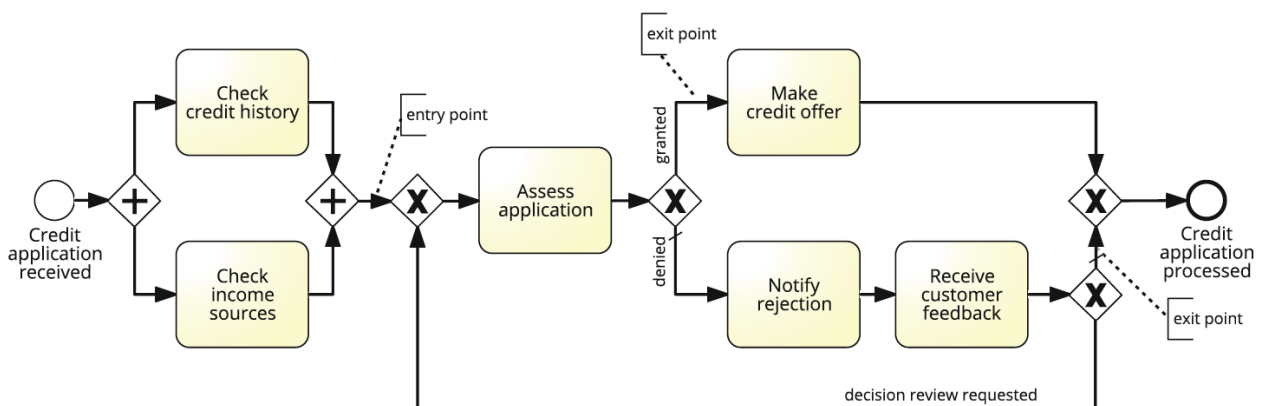 Credit
application
received
Check
credit history
Check
income
sources
entry point
Assess
application
granted
denied
exit point
Make
credit offer
Notify
rejection
Receive
customer
feedback
Credit
application
processed
exit point
decision review requested